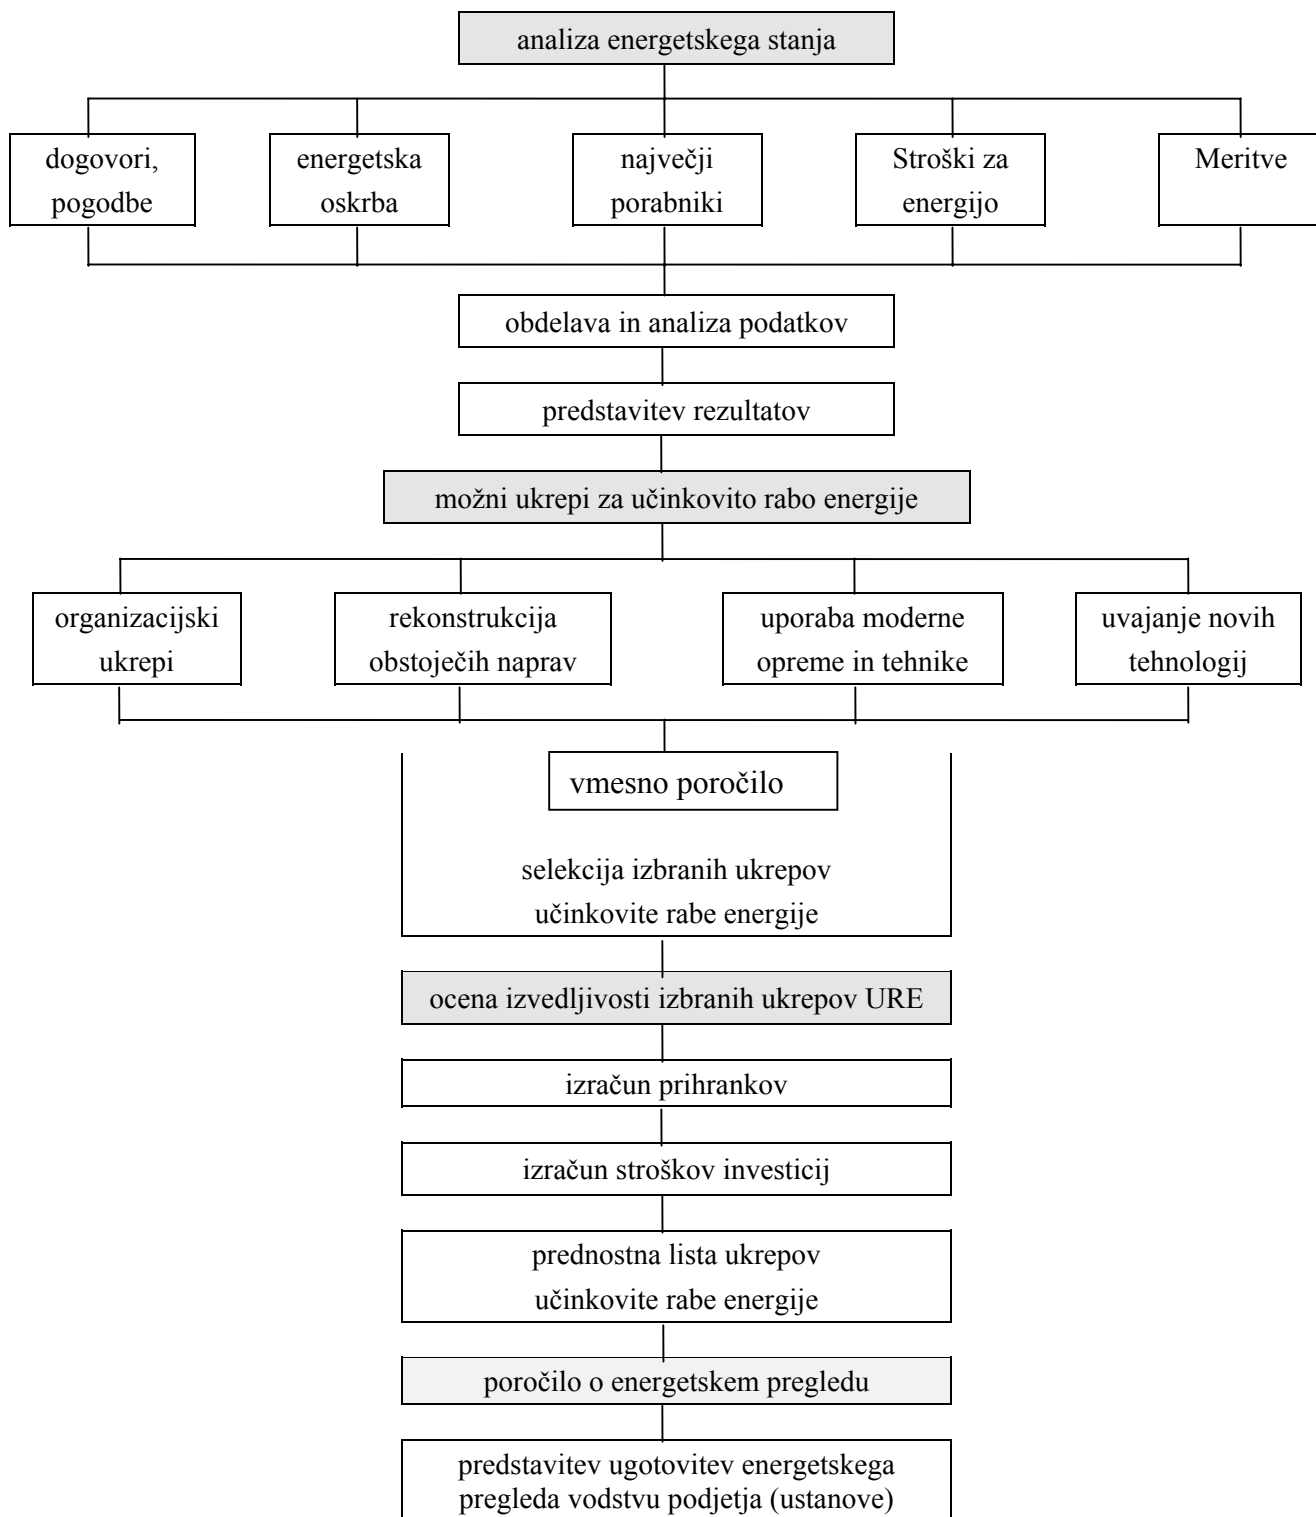 analiza energetskega stanja
dogovori,
pogodbe
energetska
oskrba
največji
porabniki
Stroški za
energijo
Meritve
obdelava in analiza podatkov
predstavitev rezultatov
možni ukrepi za učinkovito rabo energije
organizacijski
ukrepi
rekonstrukcija
obstoječih naprav
uporaba moderne
opreme in tehnike
uvajanje novih
tehnologij
vmesno poročilo
selekcija izbranih ukrepov
učinkovite rabe energije
ocena izvedljivosti izbranih ukrepov URE
izračun prihrankov
izračun stroškov investicij
prednostna lista ukrepov
učinkovite rabe energije
poročilo o energetskem pregledu
predstavitev ugotovitev energetskega
pregleda vodstvu podjetja (ustanove)